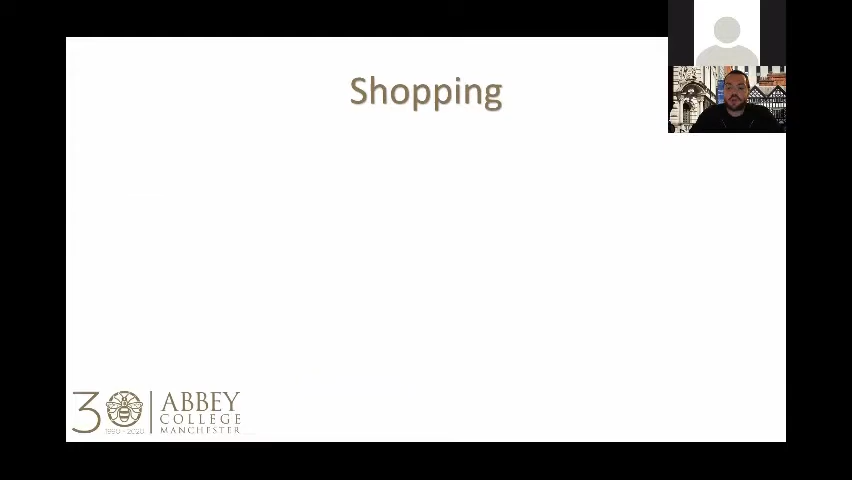 Shopping
30
1990 - 2020
ABBEY
COLLEGE
MANCHESTER